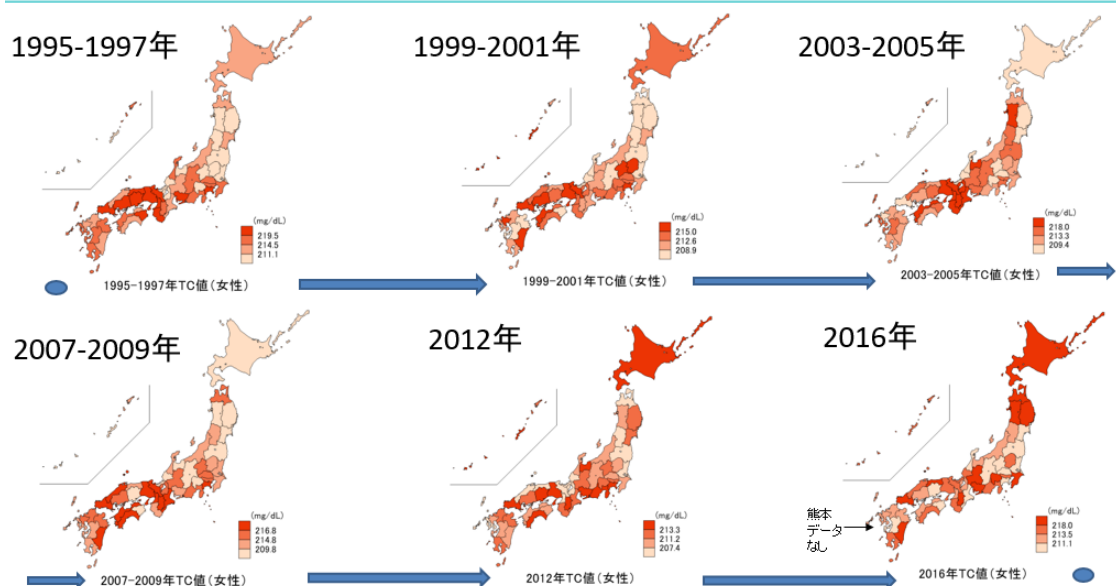 1995-1997年
1999-2001年
2003-2005年
(mg/dL)
219.5
214.5
211.1
1995-1997年TC値(女性)
(mg/dL)
215.0
212.6
208.9
1999-2001年TC値(女性)
(mg/dL)
218.0
213.3
209.4
2003-2005年TC値(女性)
2007-2009年
2012年
2016年
(mg/dL)
216.8
214.8
209.8
2007-2009年TC値(女性)
(mg/dL)
213.3
211.2
207.4
2012年TC値(女性)
熊本
データ
なし
(mg/dL)
218.0
213.5
211.1
2016年TC値(女性)